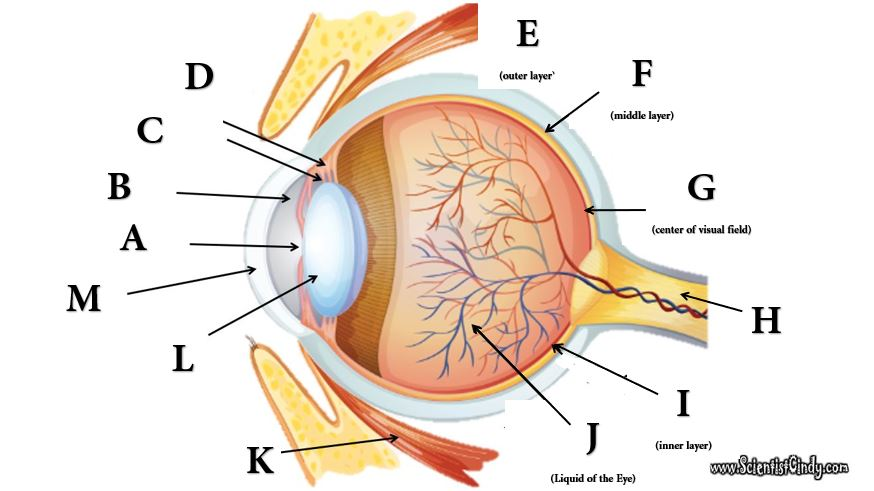 E
(outer layer`
D
F
(middle layer)
C
B
G
(center of visual field)
A
M
H
L
I
(inner layer)
J
K
(Liquid of the Eye)
www.ScientistCindy.com